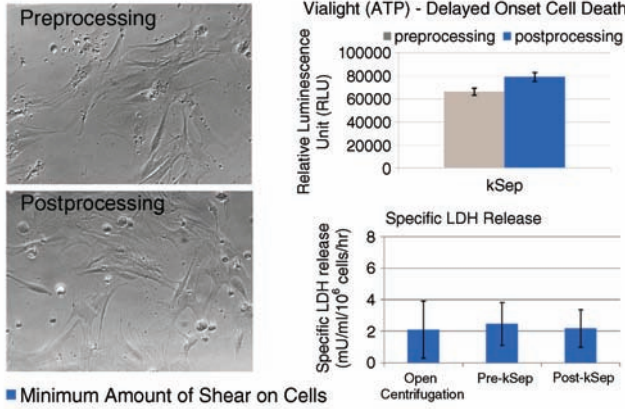 Preprocessing
Postprocessing
■ Minimum Amount of Shear on Cells
Vialight (ATP) - Delayed Onset Cell Death
preprocessing postprocessing
Relative Luminescence
Unit (RLU)
100000
80000
60000
40000
20000
0
kSep
Specific LDH Release
Specific LDH release
(mU/ml/10⁶ cells/hr)
8
6
4
2
0
Open
Centrifugation
Pre-kSep
Post-kSep